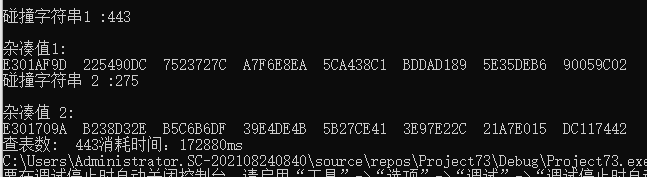 碰撞字符串1 :443
杂凑值1:
E301AF9D 225490DC 7523727C A7F6E8EA 5CA438C1 BDDAD189 5E35DEB6 90059C02
碰撞字符串 2 :275
杂凑值 2:
E301709A B238D32E B5C6B6DF 39E4DE4B 5B27CE41 3E97E22C 21A7E015 DC117442
查表数: 443消耗时间: 172880ms
C:\Users\Administrator.SC-202108240840\source\repos\Project73\Debug\Project73.exe
要在调试停止时自动关闭控制台，请启用“工具”->“选项”->“调试”->“调试停止时自动